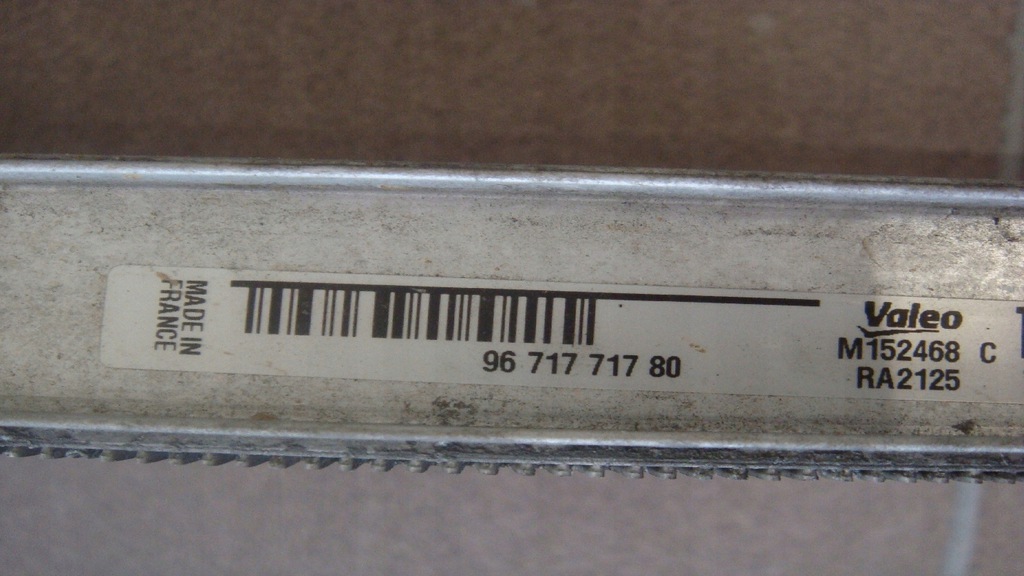 MADE IN
FRANCE
96 717 717 80
Valeo
M152468 C
RA2125